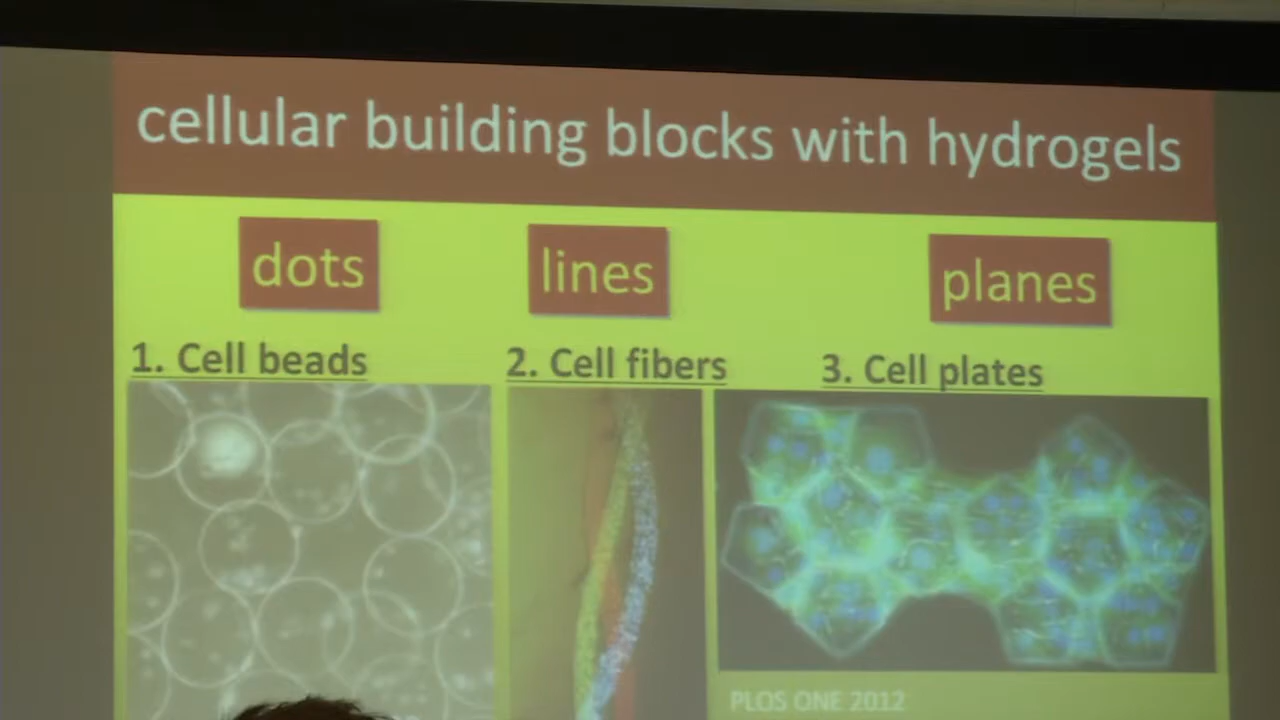 cellular building blocks with hydrogels
dots
lines
planes
1. Cell beads
2. Cell fibers
3. Cell plates
PLOS ONE 2012